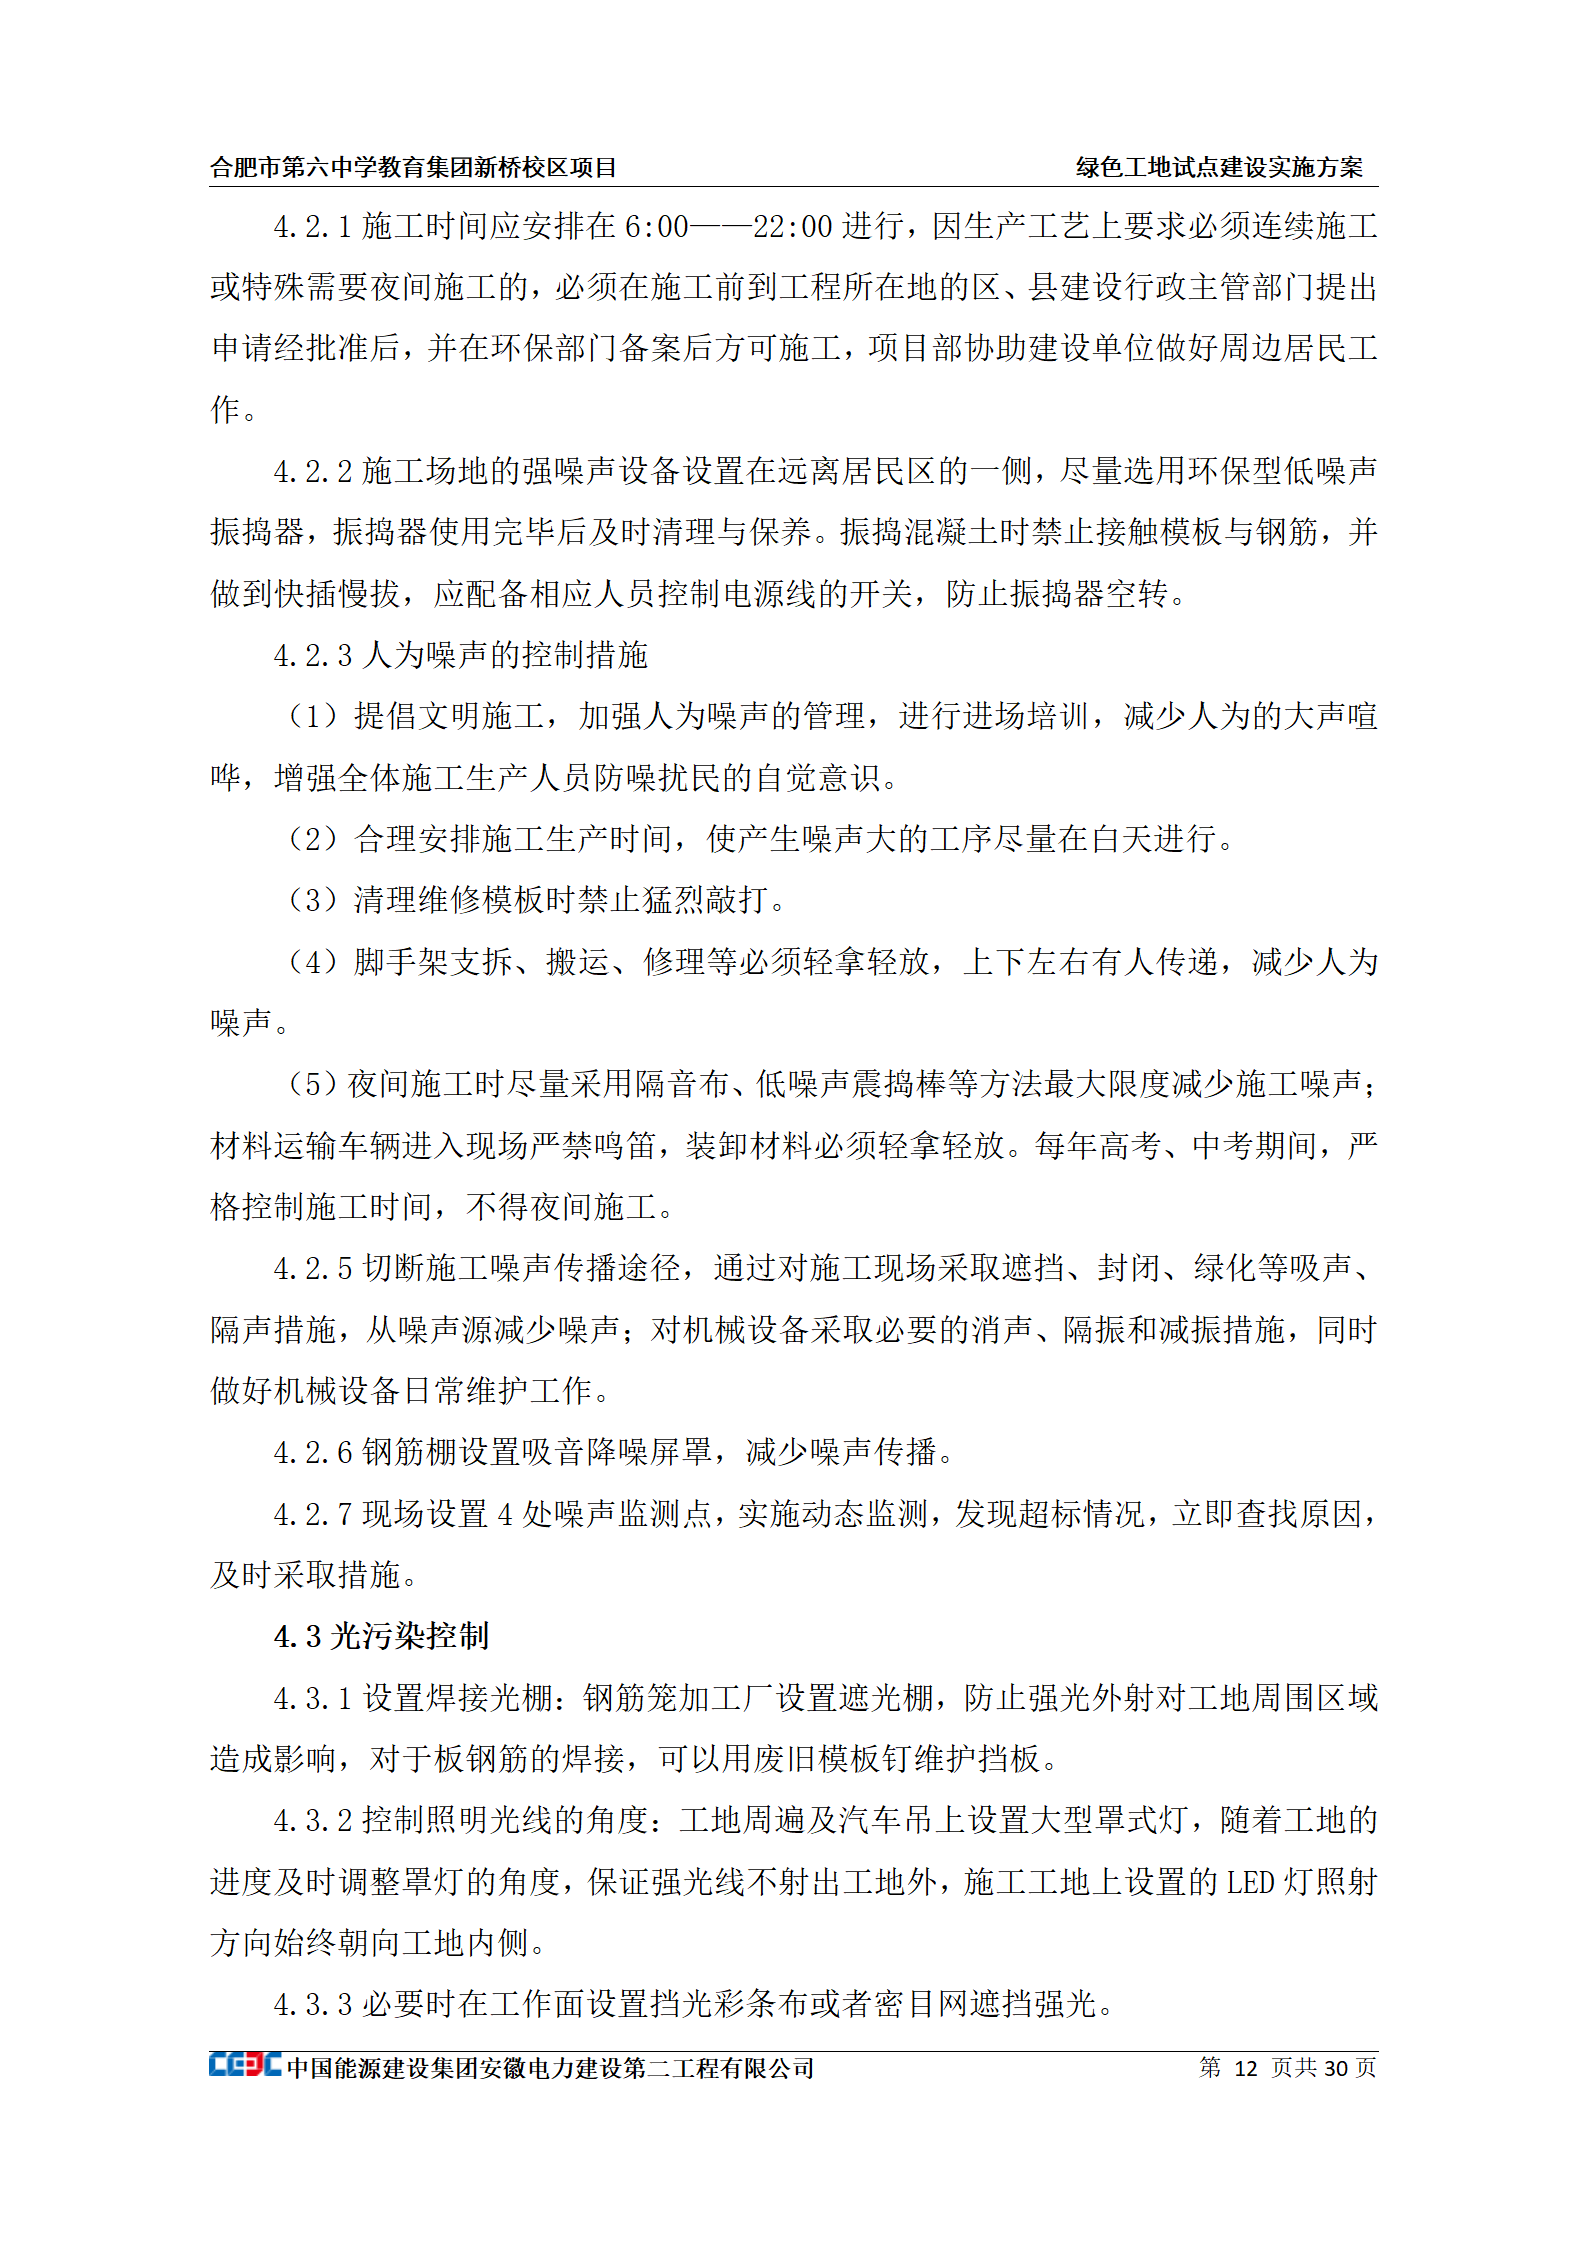 合肥市第六中学教育集团新桥校区项目 绿色工地试点建设实施方案
4.2.1 施工时间应安排在 6:00——22:00 进行，因生产工艺上要求必须连续施工
或特殊需要夜间施工的，必须在施工前到工程所在地的区、县建设行政主管部门提出
申请经批准后，并在环保部门备案后方可施工，项目部协助建设单位做好周边居民工
作。
4.2.2 施工场地的强噪声设备设置在远离居民区的一侧，尽量选用环保型低噪声
振捣器，振捣器使用完毕后及时清理与保养。振捣混凝土时禁止接触模板与钢筋，并
做到快插慢拔，应配备相应人员控制电源线的开关，防止振捣器空转。
4.2.3 人为噪声的控制措施
（1）提倡文明施工，加强人为噪声的管理，进行进场培训，减少人为的大声喧
哗，增强全体施工生产人员防噪扰民的自觉意识。
（2）合理安排施工生产时间，使产生噪声大的工序尽量在白天进行。
（3）清理维修模板时禁止猛烈敲打。
（4）脚手架支拆、搬运、修理等必须轻拿轻放，上下左右有人传递，减少人为
噪声。
（5）夜间施工时尽量采用隔音布、低噪声震捣棒等方法最大限度减少施工噪声；
材料运输车辆进入现场严禁鸣笛，装卸材料必须轻拿轻放。每年高考、中考期间，严
格控制施工时间，不得夜间施工。
4.2.5 切断施工噪声传播途径，通过对施工现场采取遮挡、封闭、绿化等吸声、
隔声措施，从噪声源减少噪声；对机械设备采取必要的消声、隔振和减振措施，同时
做好机械设备日常维护工作。
4.2.6 钢筋棚设置吸音降噪屏罩，减少噪声传播。
4.2.7 现场设置 4 处噪声监测点，实施动态监测，发现超标情况，立即查找原因，
及时采取措施。
4.3 光污染控制
4.3.1 设置焊接光棚：钢筋笼加工厂设置遮光棚，防止强光外射对工地周围区域
造成影响，对于板钢筋的焊接，可以用废旧模板钉维护挡板。
4.3.2 控制照明光线的角度：工地周遍及汽车吊上设置大型罩式灯，随着工地的
进度及时调整罩灯的角度，保证强光线不射出工地外，施工工地上设置的 LED 灯照射
方向始终朝向工地内侧。
4.3.3 必要时在工作面设置挡光彩条布或者密目网遮挡强光。
CEEC 中国能源建设集团安徽电力建设第二工程有限公司 第 12 页共 30 页